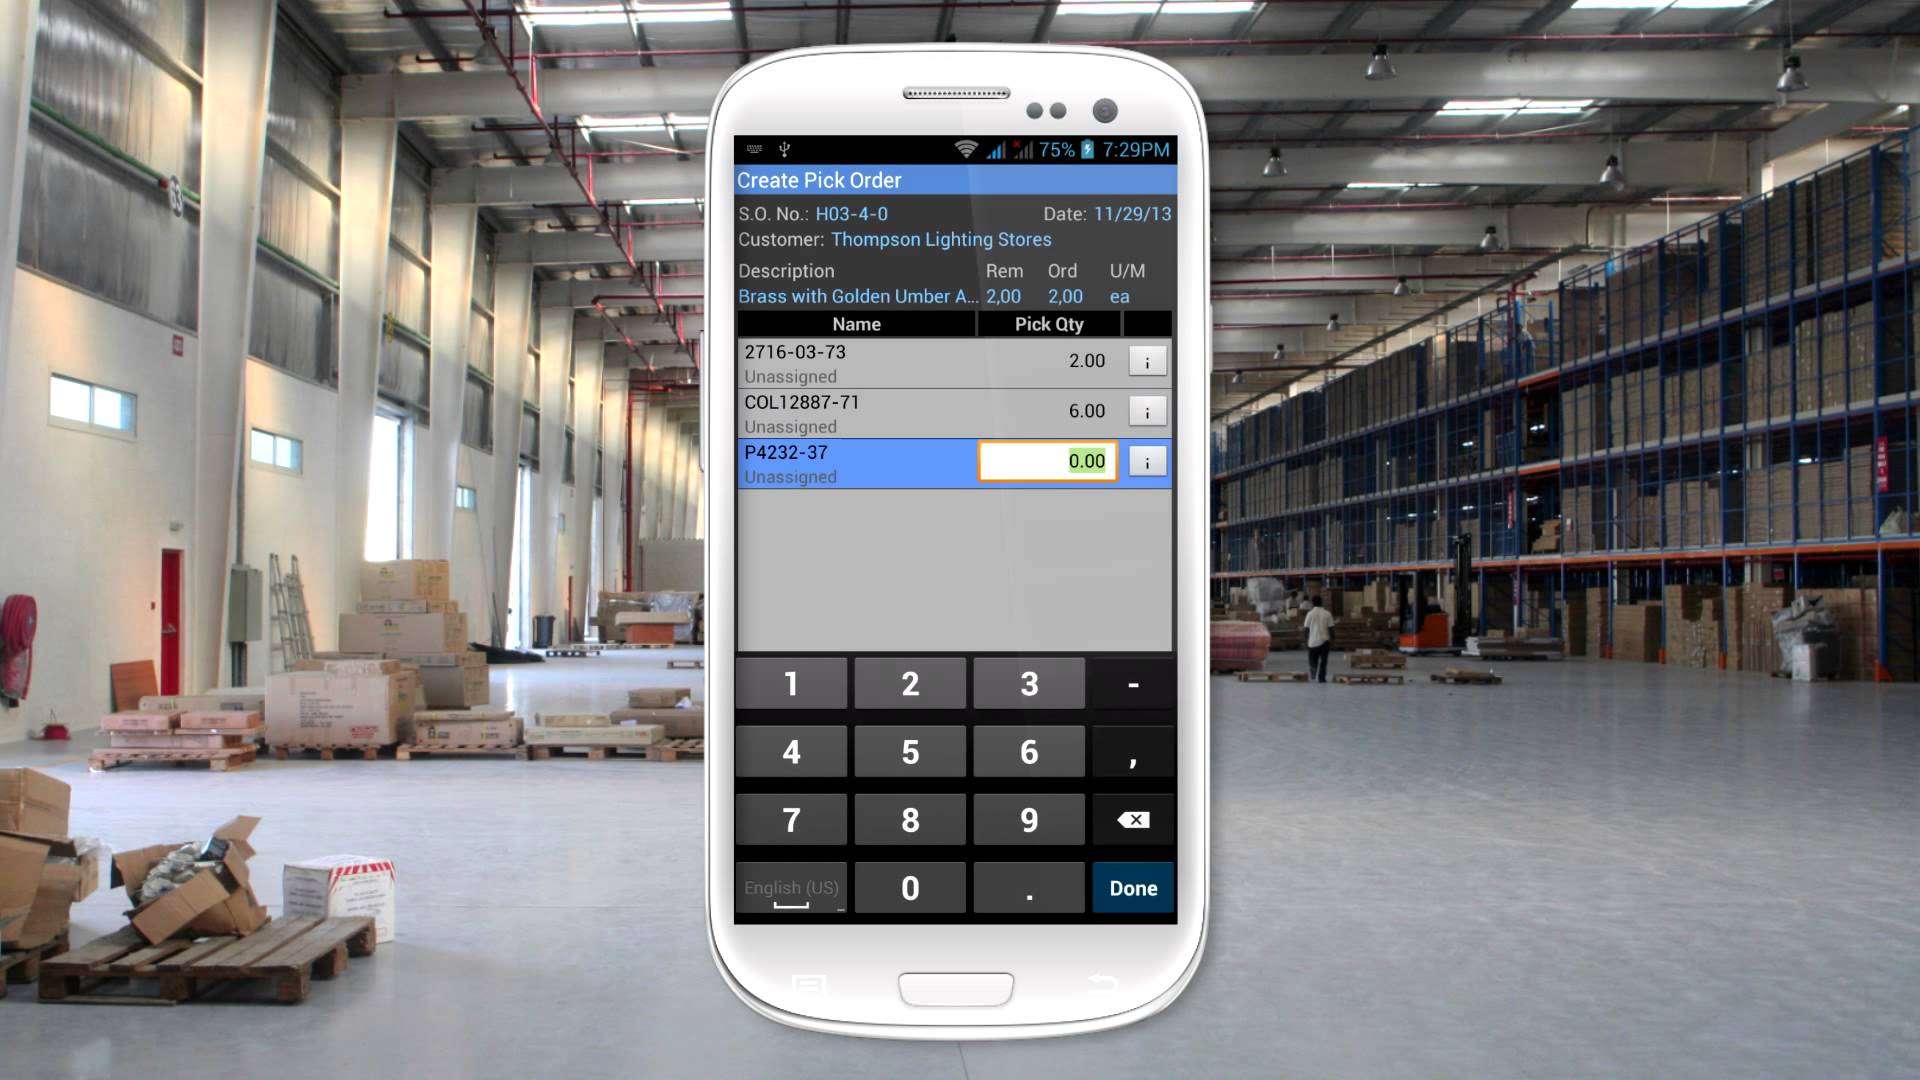 75% 7:29PM
Create Pick Order
S.O. No.: H03-4-0 Date: 11/29/13
Customer: Thompson Lighting Stores
Description Rem Ord U/M
Brass with Golden Umber A... 2,00 2,00 ea
Name Pick Qty
2716-03-73 2.00 i
Unassigned
COL12887-71 6.00 i
Unassigned
P4232-37 0.00 i
Unassigned
1 2 3 -
4 5 6 ,
7 8 9
English (US) 0 . Done
63